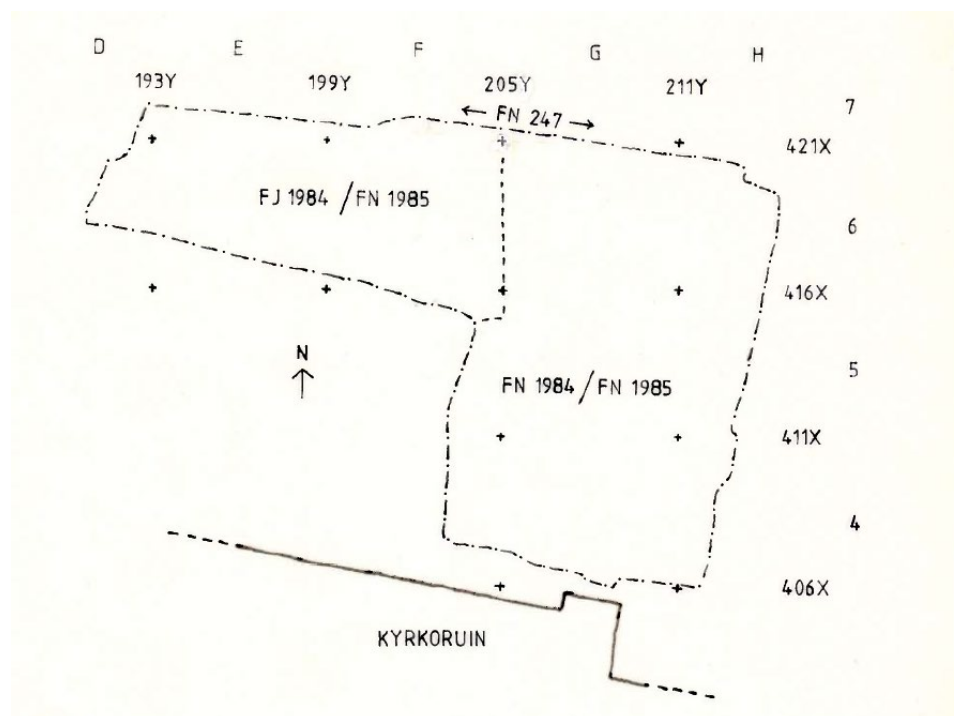 D E F G H
193Y 199Y 205Y 211Y
7
← FN 247 →
421X
FJ 1984 / FN 1985
6
416X
N
5
FN 1984 / FN 1985
411X
4
406X
KYRKORUIN